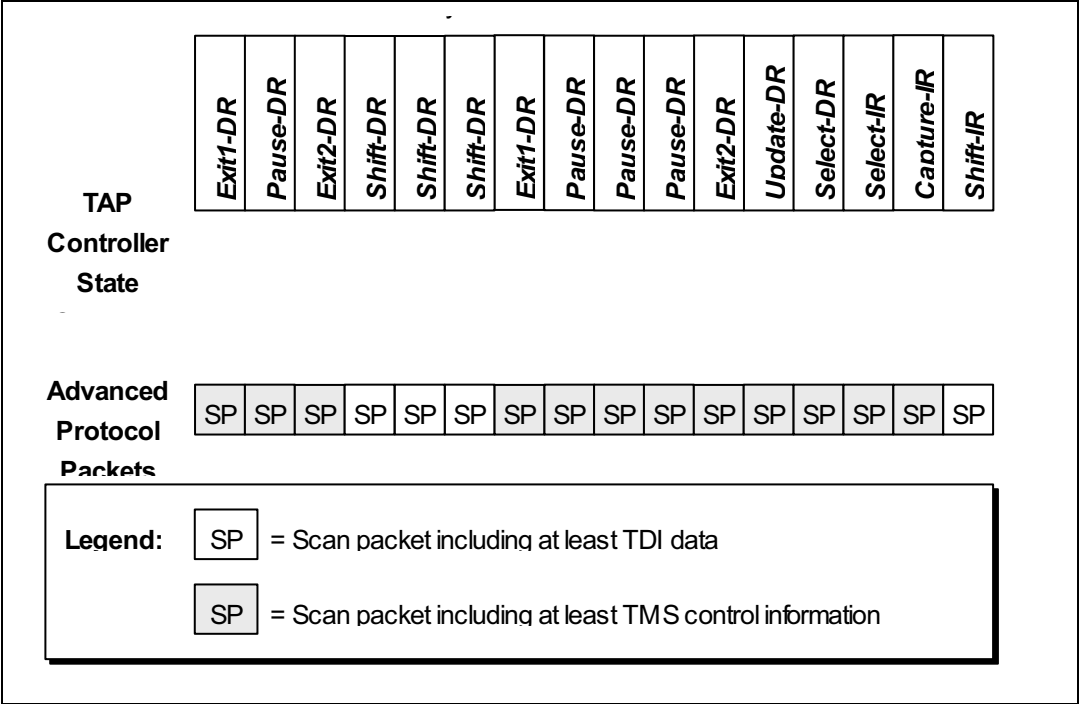 Exit1-DR
Pause-DR
Exit2-DR
Shift-DR
Shift-DR
Shift-DR
Exit1-DR
Pause-DR
Pause-DR
Pause-DR
Exit2-DR
Update-DR
Select-DR
Select-IR
Capture-IR
Shift-IR
TAP
Controller
State
Advanced
Protocol
Packets
SP SP SP SP SP SP SP SP SP SP SP SP SP SP SP SP
Legend:
SP = Scan packet including at least TDI data
SP = Scan packet including at least TMS control information